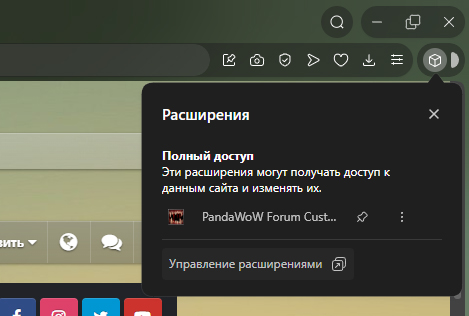 Расширения
Полный доступ
Эти расширения могут получать доступ к
данным сайта и изменять их.
PandaWoW Forum Cust...
Управление расширениями
вить